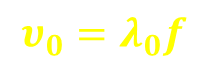 𝝊₀ = 𝝀₀𝒇